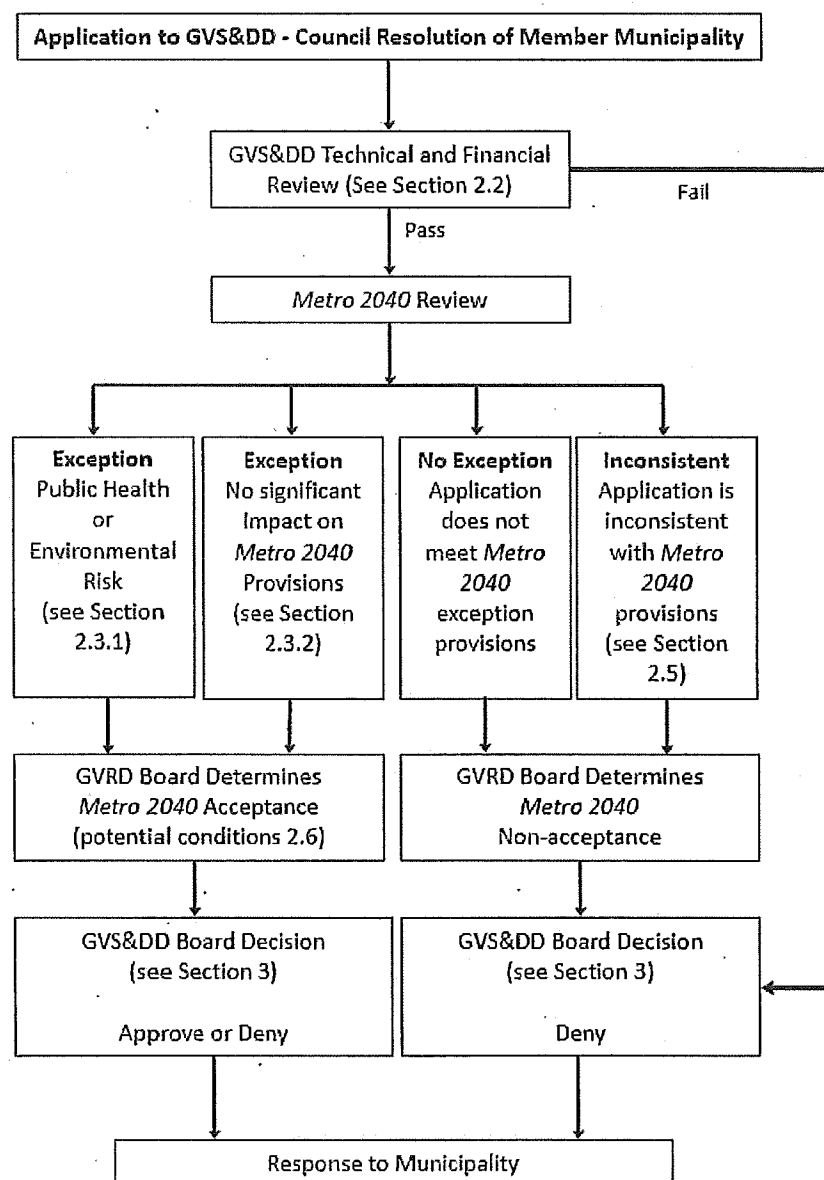 Application to GVS&DD - Council Resolution of Member Municipality
GVS&DD Technical and Financial
Review (See Section 2.2)
Fail
Pass
Metro 2040 Review
Exception
Public Health
or
Environmental
Risk
(see Section
2.3.1)
Exception
No significant
Impact on
Metro 2040
Provisions
(see Section
2.3.2)
No Exception
Application
does not
meet Metro
2040
exception
provisions
Inconsistent
Application is
inconsistent
with Metro
2040
provisions
(see Section
2.5)
GVRD Board Determines
Metro 2040 Acceptance
(potential conditions 2.6)
GVRD Board Determines
Metro 2040
Non-acceptance
GVS&DD Board Decision
(see Section 3)
Approve or Deny
GVS&DD Board Decision
(see Section 3)
Deny
Response to Municipality